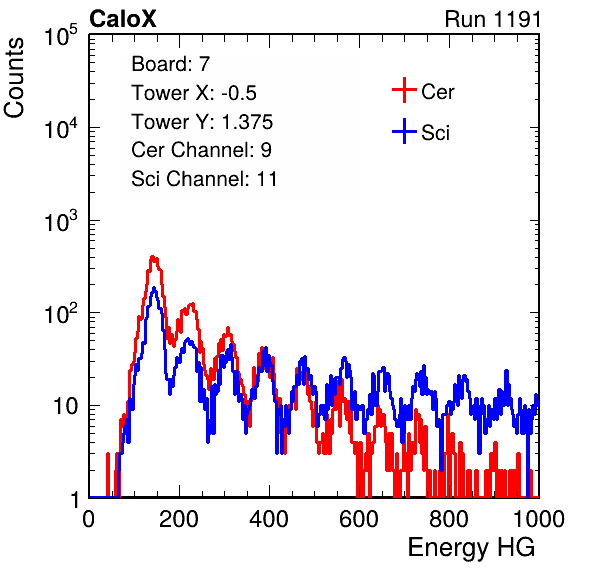 CaloX Run 1191
Counts
Board: 7
Tower X: -0.5
Tower Y: 1.375
Cer Channel: 9
Sci Channel: 11
Cer
Sci
10^5
10^4
10^3
10^2
10
1
0 200 400 600 800 1000
Energy HG